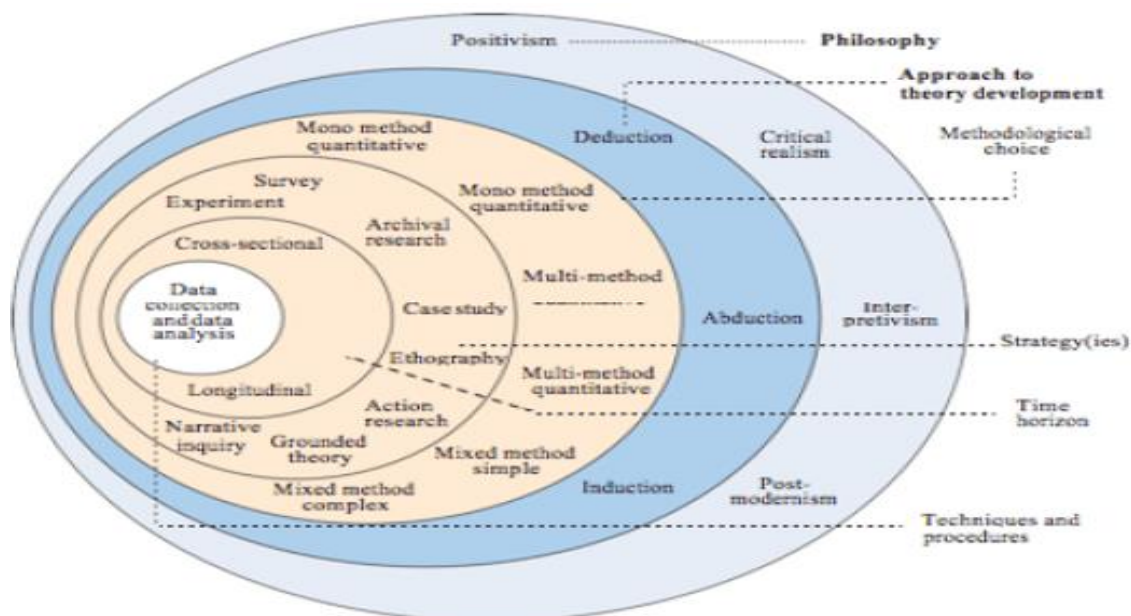 Positivism
Philosophy
Approach to
theory development
Mono method
quantitative
Deduction
Critical
realism
Methodological
choice
Survey
Experiment
Mono method
quantitative
Archival
research
Cross-sectional
Data
collection
and data
analysis
Multi-method
Case study
Abduction
Inter-
pretivism
Ethography
Strategy(ies)
Multi-method
quantitative
Longitudinal
Action
research
Time
horizon
Narrative
inquiry
Grounded
theory
Mixed method
simple
Mixed method
complex
Induction
Post-
modernism
Techniques and
procedures